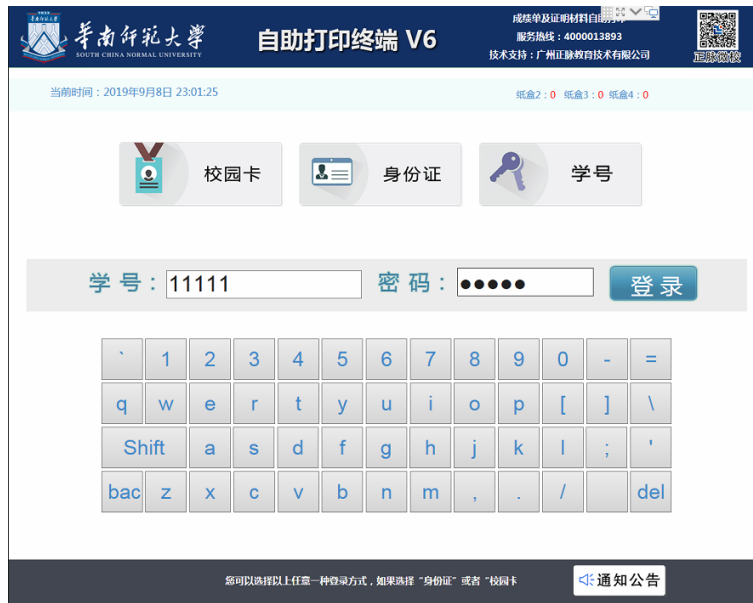 華南師範大學
SOUTH CHINA NORMAL UNIVERSITY
自助打印终端 V6
成绩单及证明材料自助打印
服务热线：4000013893
技术支持：广州正脉教育技术有限公司
正脉微校
当前时间：2019年9月8日 23:01:25
纸盒2：0 纸盒3：0 纸盒4：0
校园卡
身份证
学号
学 号： 11111 密 码： ●●●●● 登 录
` 1 2 3 4 5 6 7 8 9 0 - =
q w e r t y u i o p [ ] \
Shift a s d f g h j k l ; '
bac z x c v b n m , . / del
您可以选择以上任意一种登录方式，如果选择“身份证”或者“校园卡
通知公告